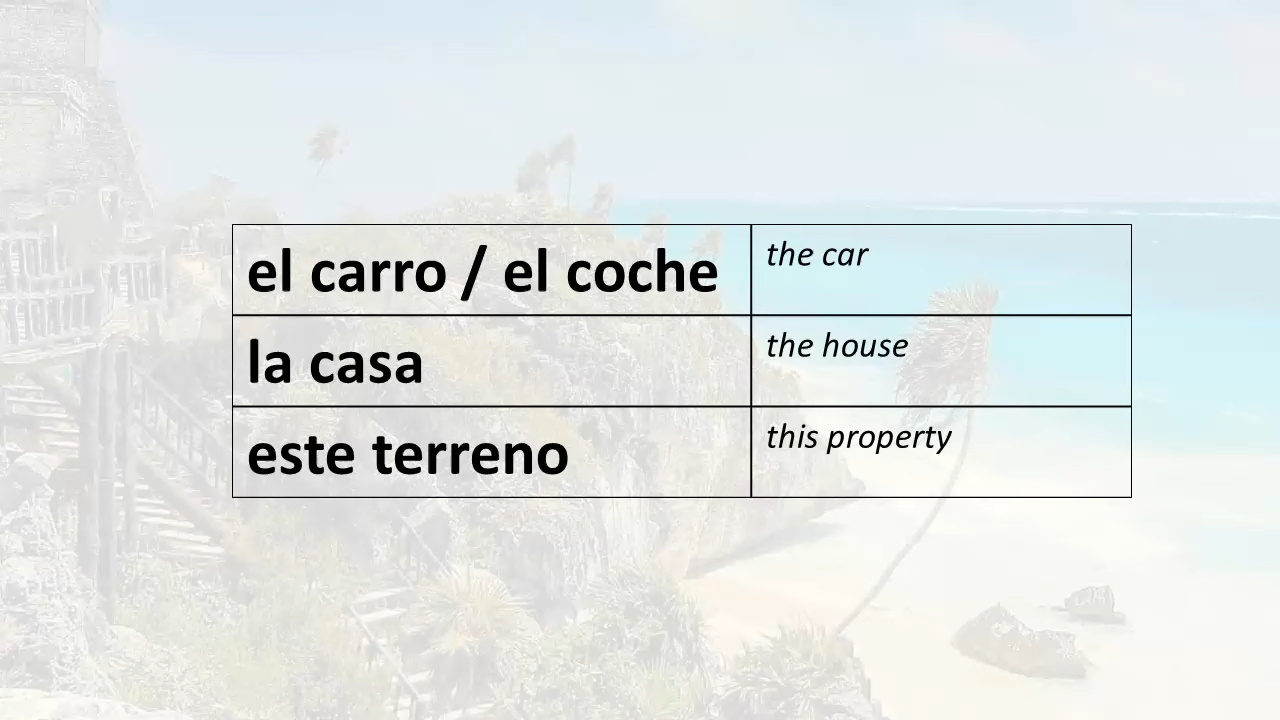 el carro / el coche
the car
la casa
the house
este terreno
this property